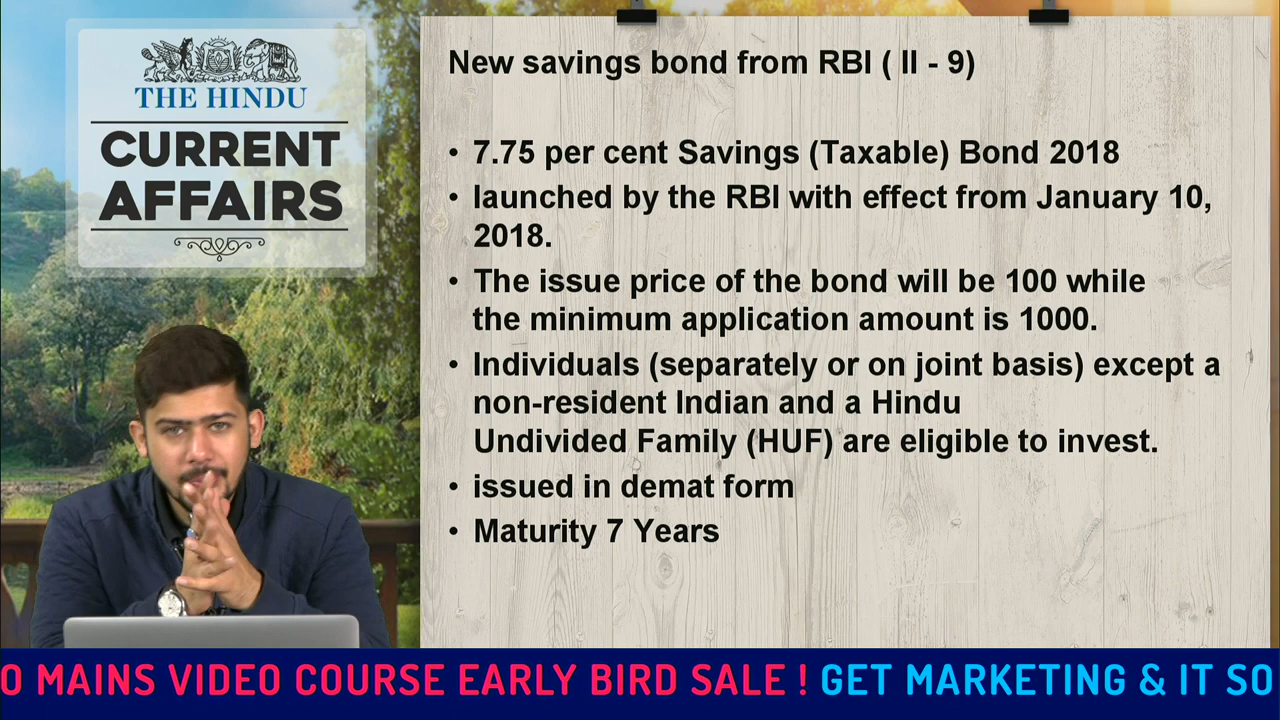 THE HINDU
CURRENT
AFFAIRS
New savings bond from RBI ( II - 9)
• 7.75 per cent Savings (Taxable) Bond 2018
• launched by the RBI with effect from January 10,
2018.
• The issue price of the bond will be 100 while
the minimum application amount is 1000.
• Individuals (separately or on joint basis) except a
non-resident Indian and a Hindu
Undivided Family (HUF) are eligible to invest.
• issued in demat form
• Maturity 7 Years
O MAINS VIDEO COURSE EARLY BIRD SALE ! GET MARKETING & IT SO